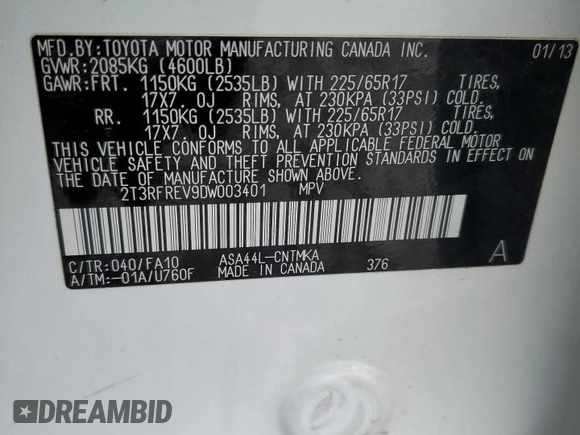 MFD.BY:TOYOTA MOTOR MANUFACTURING CANADA INC. 01/13
GVWR:2085KG (4600LB)
GAWR:FRT. 1150KG (2535LB) WITH 225/65R17 TIRES,
17X7.0J RIMS, AT 230KPA (33PSI) COLD.
RR. 1150KG (2535LB) WITH 225/65R17 TIRES,
17X7.0J RIMS, AT 230KPA (33PSI) COLD.
THIS VEHICLE CONFORMS TO ALL APPLICABLE FEDERAL MOTOR
VEHICLE SAFETY AND THEFT PREVENTION STANDARDS IN EFFECT ON
THE DATE OF MANUFACTURE SHOWN ABOVE.
2T3RFREV9DW003401 MPV
C/TR:040/FA10 ASA44L-CNTMKA 376 A
A/TM:-01A/U760F MADE IN CANADA
DREAMBID